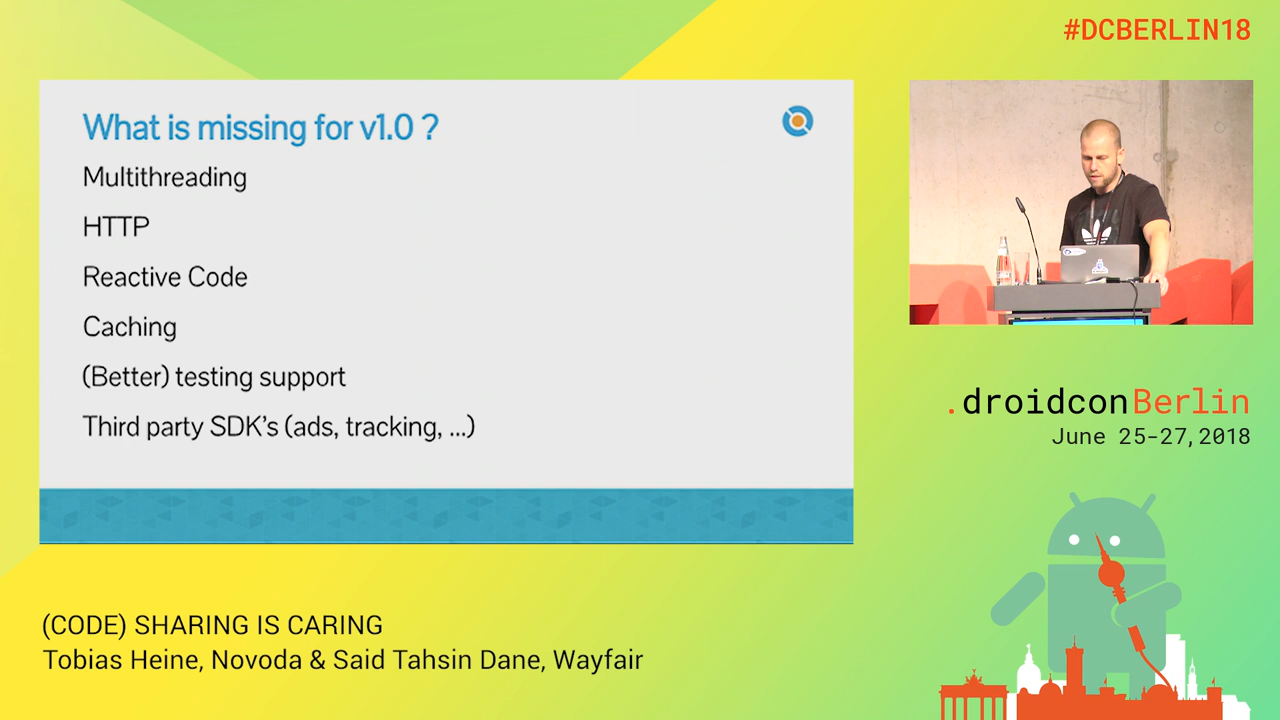 #DCBERLIN18
What is missing for v1.0 ?
Multithreading
HTTP
Reactive Code
Caching
(Better) testing support
Third party SDK's (ads, tracking, ...)
.droidconBerlin
June 25-27, 2018
(CODE) SHARING IS CARING
Tobias Heine, Novoda & Said Tahsin Dane, Wayfair